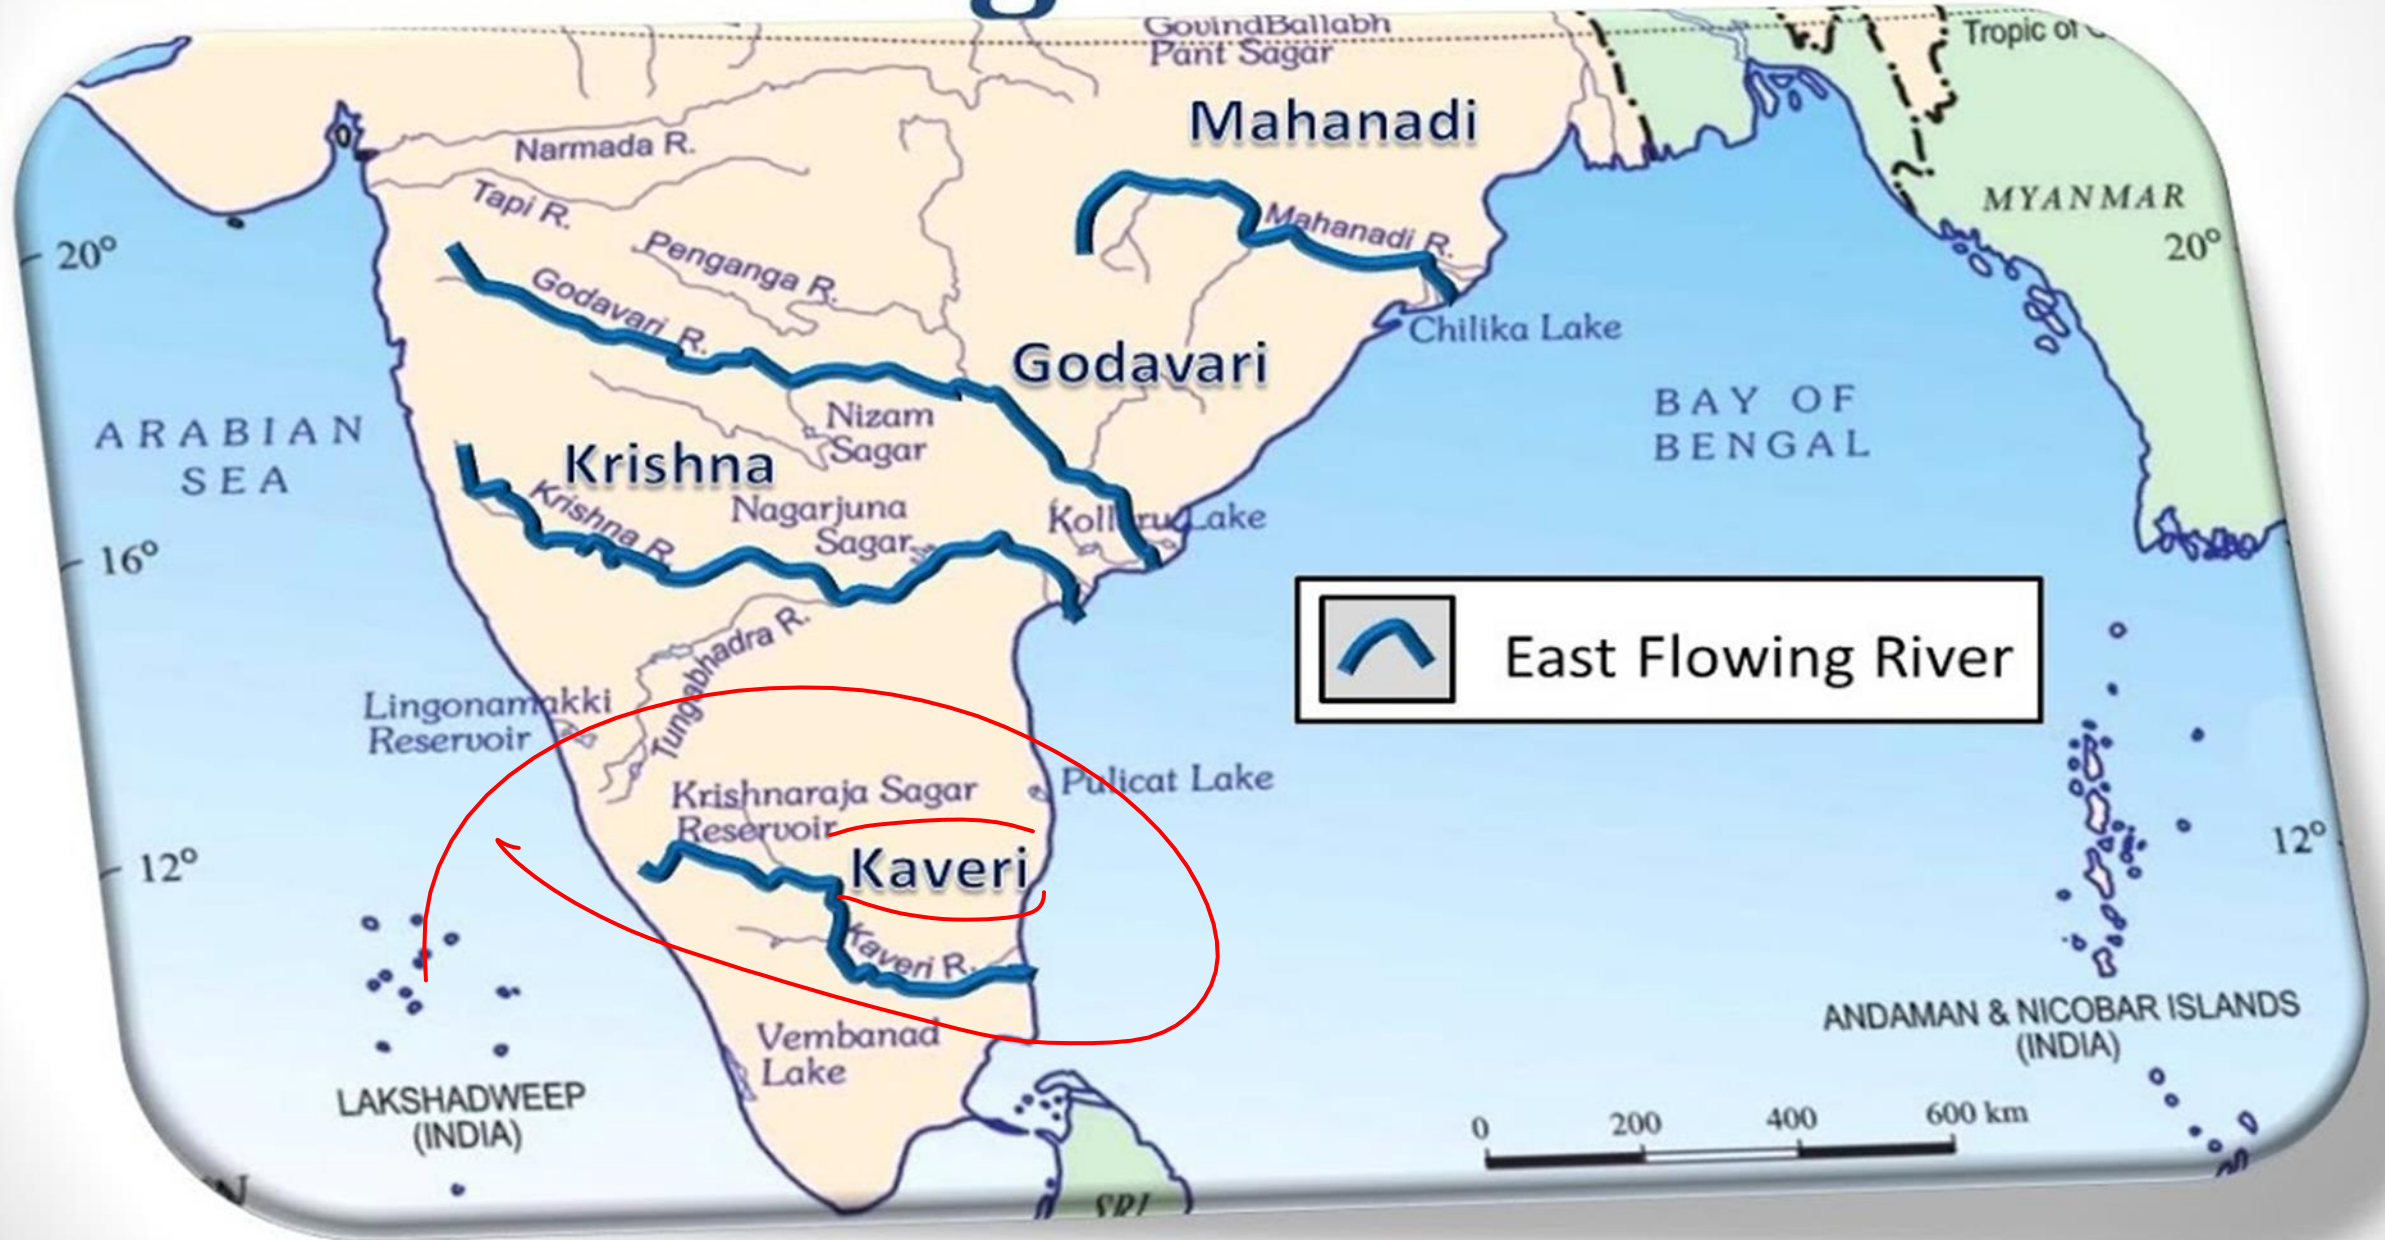 GovindBallabh
Pant Sagar
Tropic of
Mahanadi
Narmada R.
Tapi R.
Mahanadi R.
MYANMAR
20°
20°
Penganga R.
Godavari R.
Chilika Lake
Godavari
Nizam
Sagar
BAY OF
BENGAL
ARABIAN
SEA
Krishna
Krishna R.
Nagarjuna
Sagar
Kolleru Lake
16°
East Flowing River
Tungabhadra R.
Lingonamakki
Reservoir
Krishnaraja Sagar
Reservoir
Pulicat Lake
12°
12°
Kaveri
Kaveri R.
Vembanad
Lake
ANDAMAN & NICOBAR ISLANDS
(INDIA)
LAKSHADWEEP
(INDIA)
0 200 400 600 km
SRI